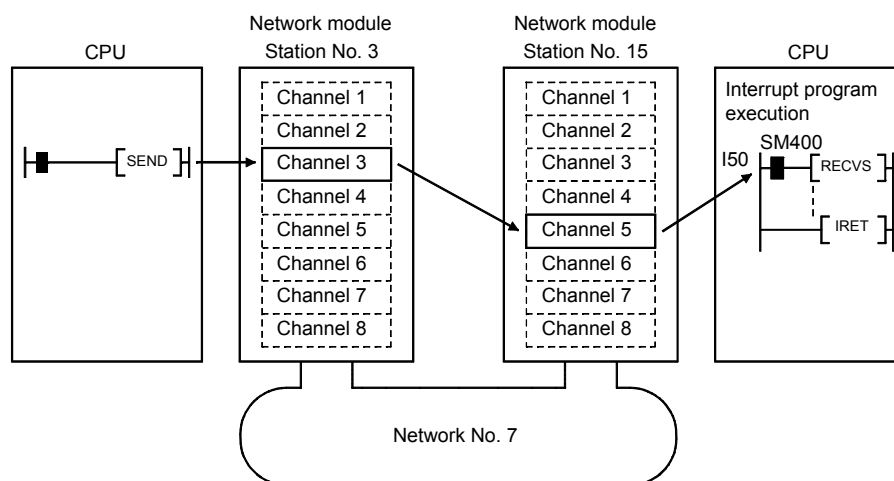 CPU
Network module
Station No. 3
Network module
Station No. 15
CPU
SEND
Channel 1
Channel 2
Channel 3
Channel 4
Channel 5
Channel 6
Channel 7
Channel 8
Channel 1
Channel 2
Channel 3
Channel 4
Channel 5
Channel 6
Channel 7
Channel 8
Interrupt program
execution
SM400
I50
RECVS
IRET
Network No. 7